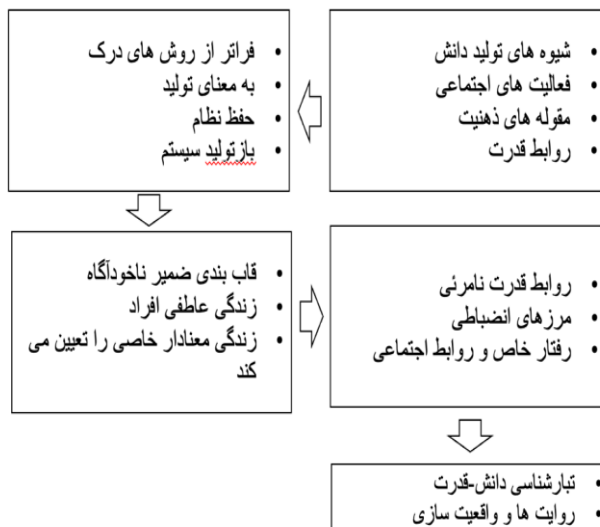 شیوه های تولید دانش
فعالیت های اجتماعی
مقوله های ذهنیت
روابط قدرت
فراتر از روش های درک
به معنای تولید
حفظ نظام
بازتولید سیستم
قاب بندی ضمیر ناخودآگاه
زندگی عاطفی افراد
زندگی معنادار خاصی را تعیین می
کند
روابط قدرت نامرئی
مرزهای انضباطی
رفتار خاص و روابط اجتماعی
تبارشناسی دانش-قدرت
روایت ها و واقعیت سازی